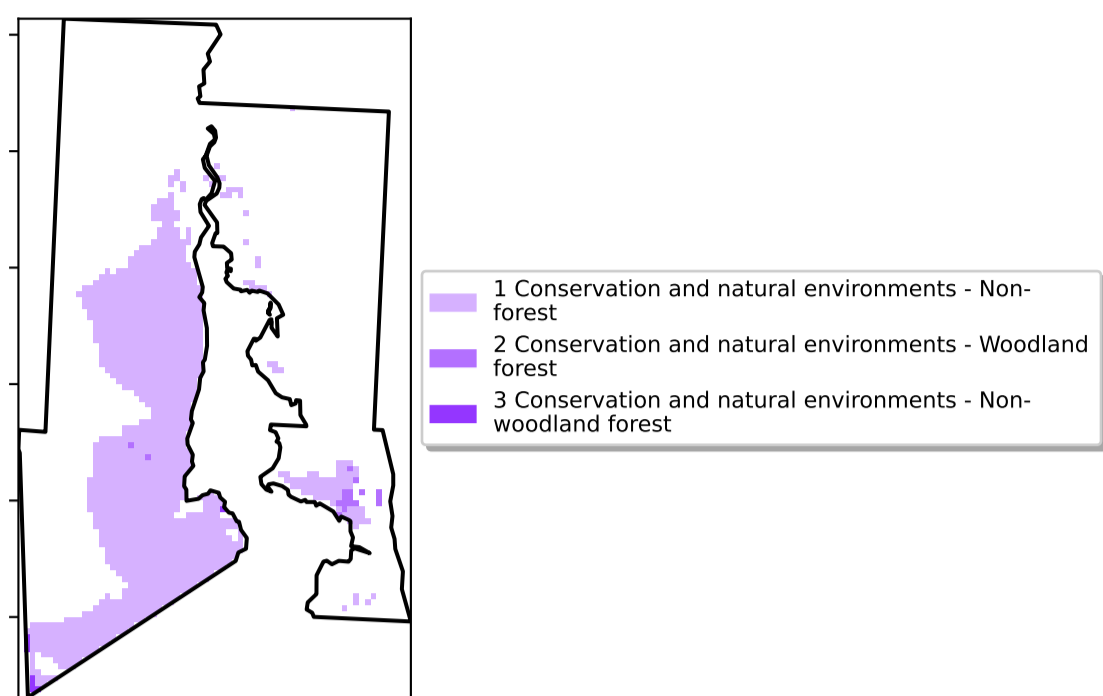 1 Conservation and natural environments - Non-
forest
2 Conservation and natural environments - Woodland
forest
3 Conservation and natural environments - Non-
woodland forest